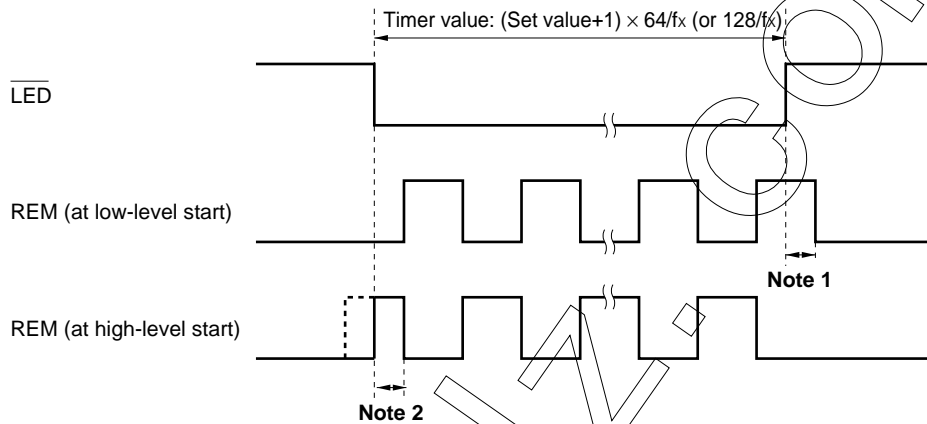 Timer value: (Set value+1) × 64/fx (or 128/fx)
LED
REM (at low-level start)
Note 1
REM (at high-level start)
Note 2